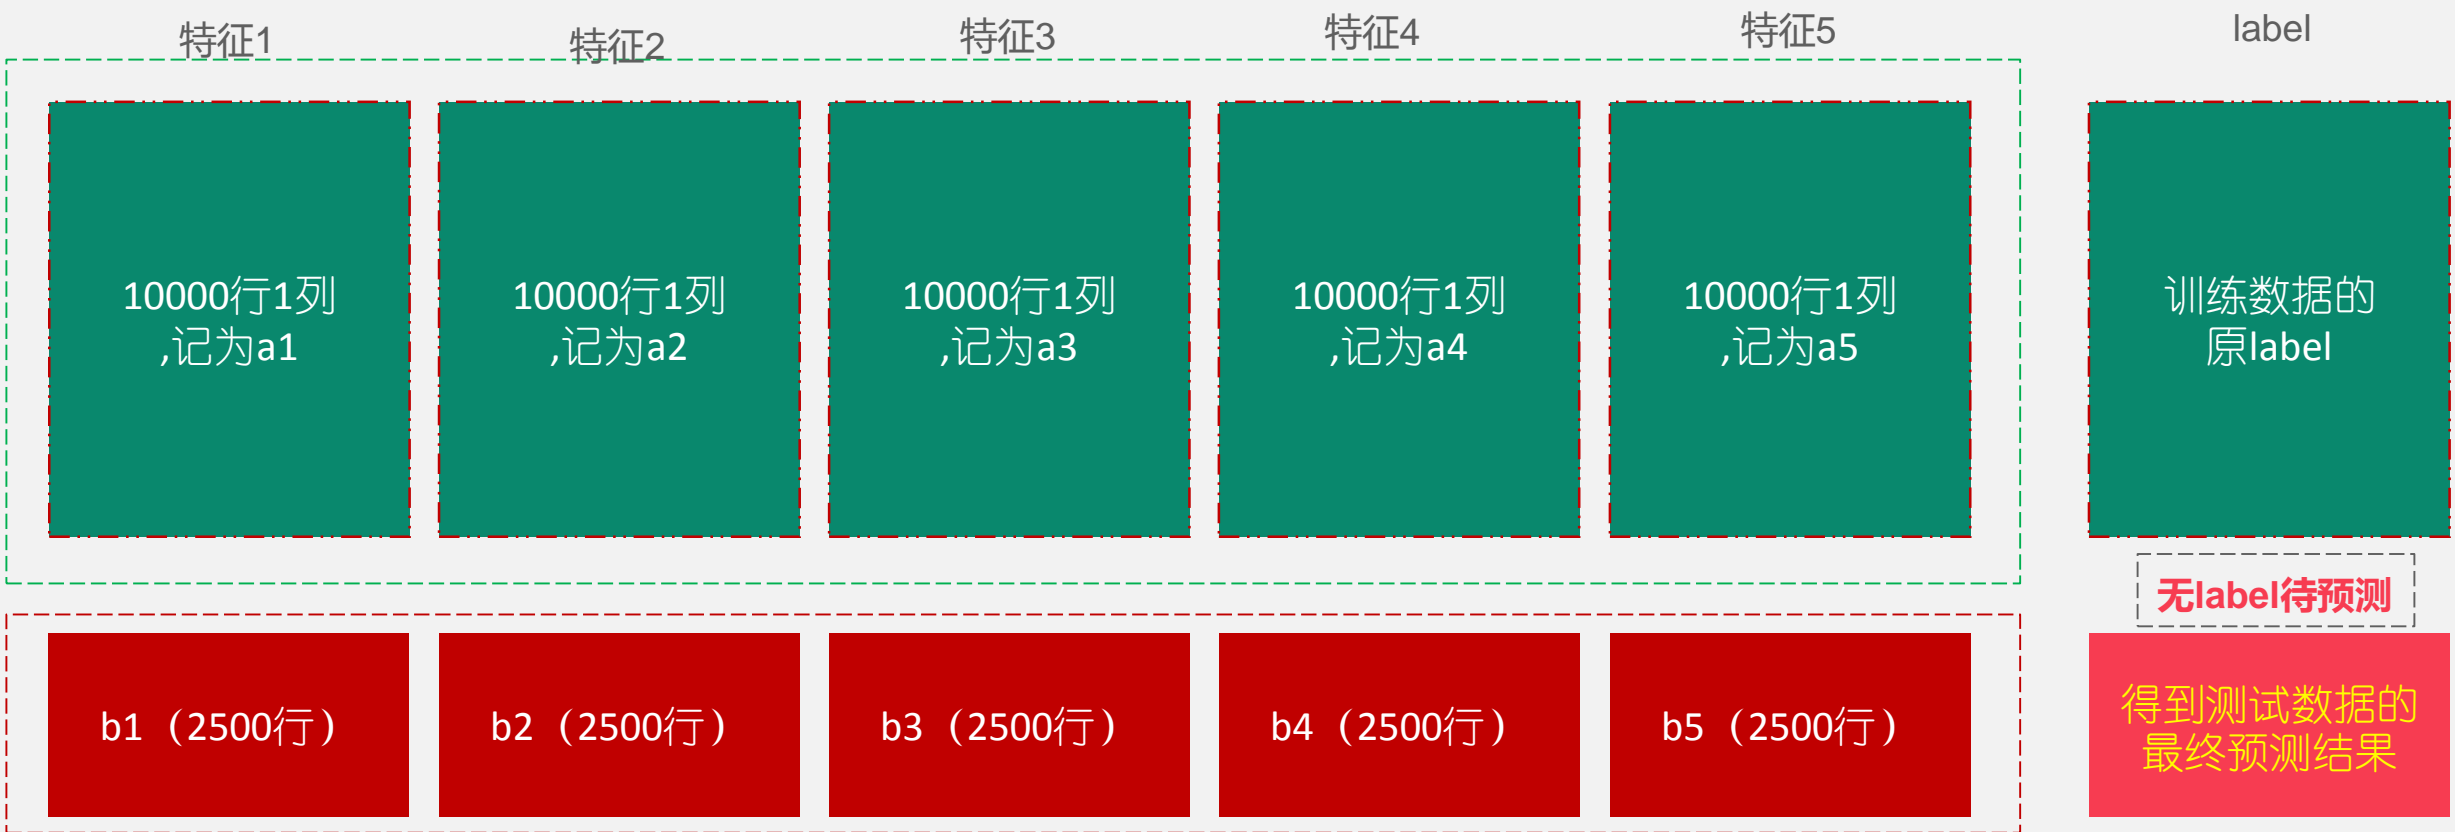 特征1
特征2
特征3
特征4
特征5
label
10000行1列
,记为a1
10000行1列
,记为a2
10000行1列
,记为a3
10000行1列
,记为a4
10000行1列
,记为a5
训练数据的
原label
无label待预测
b1（2500行）
b2（2500行）
b3（2500行）
b4（2500行）
b5（2500行）
得到测试数据的
最终预测结果